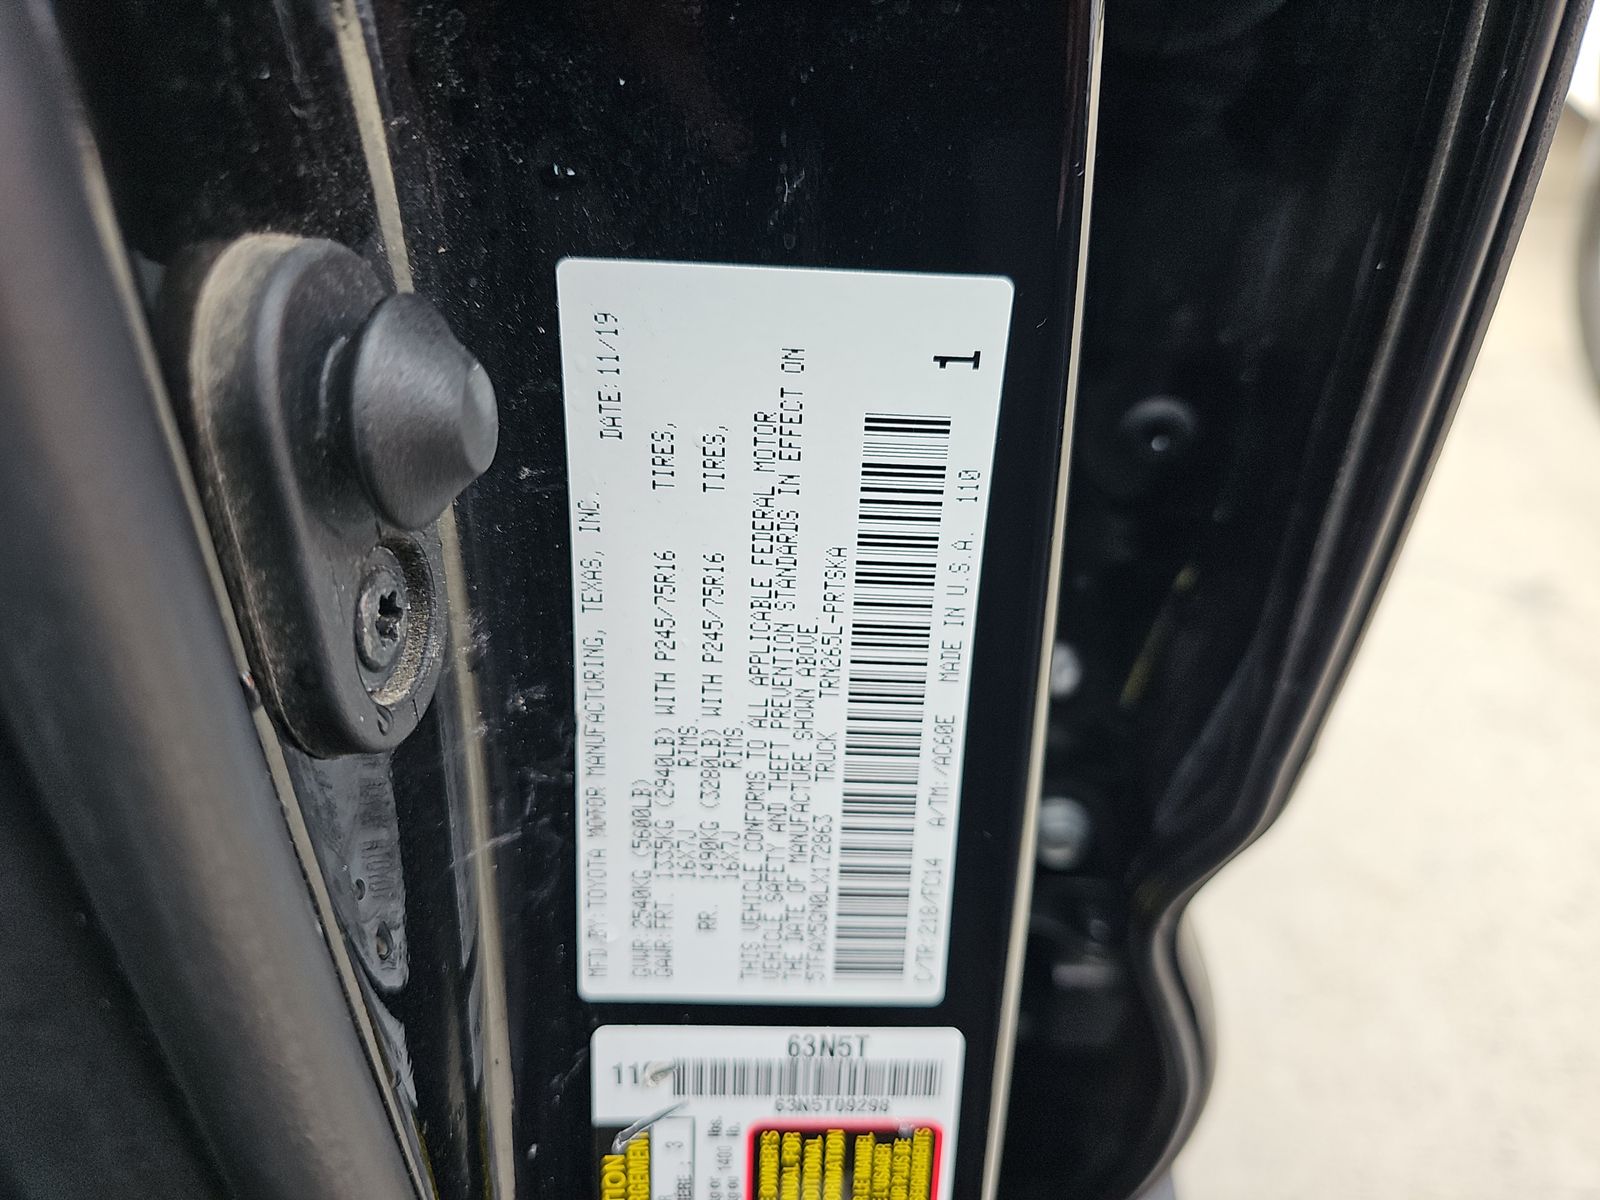 MFD BY: TOYOTA MOTOR MANUFACTURING, TEXAS, INC. DATE: 11/19
GVWR: 2540KG (5600LB)
GAWR: FRT. 1335KG (2940LB) WITH P245/75R16 TIRES,
16X7J RIMS,
RR. 1490KG (3280LB) WITH P245/75R16 TIRES,
16X7J RIMS.
THIS VEHICLE CONFORMS TO ALL APPLICABLE FEDERAL MOTOR
VEHICLE SAFETY AND THEFT PREVENTION STANDARDS IN EFFECT ON
THE DATE OF MANUFACTURE SHOWN ABOVE.
5TFAX5GN0LX172863 TRUCK TRN265L-PRTSKA
1
C/TR: 218/FC14 A/TM: /AC60E MADE IN U.S.A. 110
63N5T
63N5T09298